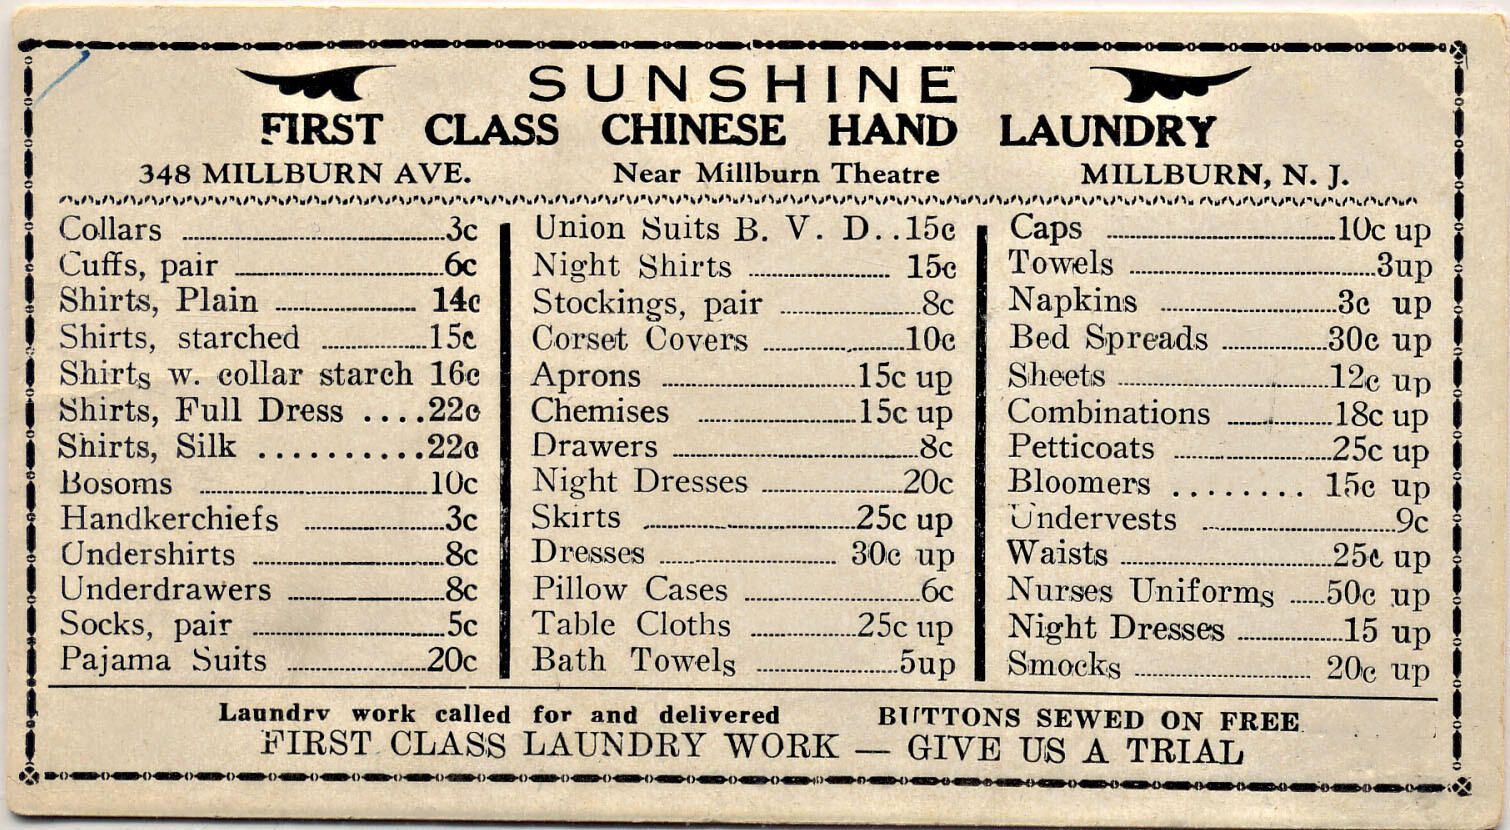 SUNSHINE
FIRST CLASS CHINESE HAND LAUNDRY
348 MILLBURN AVE. Near Millburn Theatre MILLBURN, N. J.
Collars 3c
Cuffs, pair 6c
Shirts, Plain 14c
Shirts, starched 15c
Shirts w. collar starch 16c
Shirts, Full Dress ....22c
Shirts, Silk ..........22c
Bosoms 10c
Handkerchiefs 3c
Undershirts 8c
Underdrawers 8c
Socks, pair 5c
Pajama Suits 20c
Union Suits B. V. D..15c
Night Shirts 15c
Stockings, pair 8c
Corset Covers 10c
Aprons 15c up
Chemises 15c up
Drawers 8c
Night Dresses 20c
Skirts 25c up
Dresses 30c up
Pillow Cases 6c
Table Cloths 25c up
Bath Towels 5up
Caps 10c up
Towels 3up
Napkins 3c up
Bed Spreads 30c up
Sheets 12c up
Combinations 18c up
Petticoats 25c up
Bloomers ........ 15c up
Undervests 9c
Waists 25c up
Nurses Uniforms 50c up
Night Dresses 15 up
Smocks 20c up
Laundry work called for and delivered BUTTONS SEWED ON FREE
FIRST CLASS LAUNDRY WORK — GIVE US A TRIAL